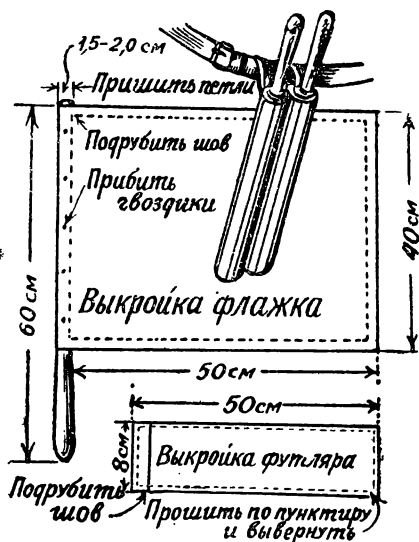 1,5-2,0 см
Пришить петли
Подрубить шов
Прибить
гвоздики
40 см
60 см
Выкройка флажка
50 см
50 см
8 см
Выкройка футляра
Подрубить
шов
Прошить по пунктиру
и вывернуть